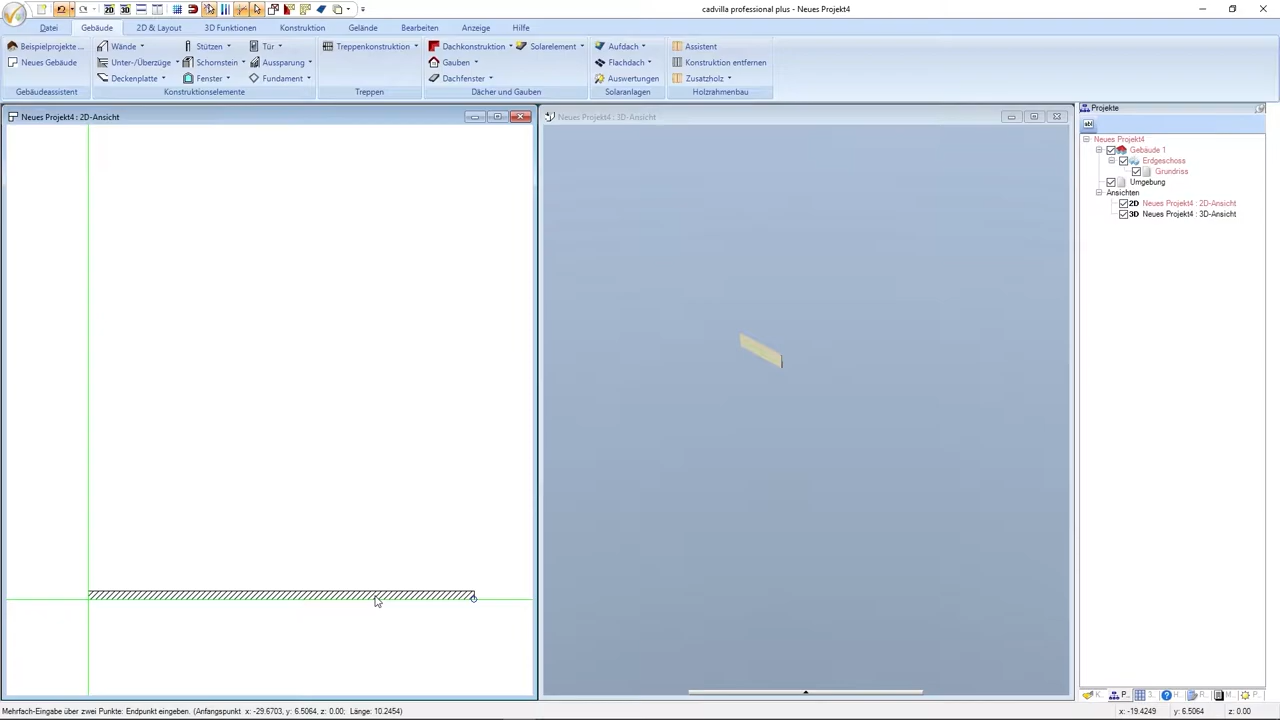 cadvilla professional plus - Neues Projekt4
Datei Gebäude 2D & Layout 3D Funktionen Konstruktion Gelände Bearbeiten Anzeige Hilfe
Beispielprojekte ... Wände Stützen Tür Treppenkonstruktion Dachkonstruktion Solarelement Aufdach Assistent
Neues Gebäude Unter-/Überzüge Schornstein Aussparung Gauben Flachdach Konstruktion entfernen
Deckenplatte Fenster Fundament Dachfenster Auswertungen Zusatzholz
Gebäudeassistent Konstruktionselemente Treppen Dächer und Gauben Solaranlagen Holzrahmenbau
Neues Projekt4 : 2D-Ansicht
Neues Projekt4 : 3D-Ansicht
Projekte
abl
Neues Projekt4
Gebäude 1
Erdgeschoss
Grundriss
Umgebung
Ansichten
2D Neues Projekt4 : 2D-Ansicht
3D Neues Projekt4 : 3D-Ansicht
K... P... 3... H... R... M... P...
Mehrfach-Eingabe über zwei Punkte: Endpunkt eingeben. (Anfangspunkt x: -29.6703, y: 6.5064, z: 0.00; Länge: 10.2454)
x: -19.4249 y: 6.5064 z: 0.00